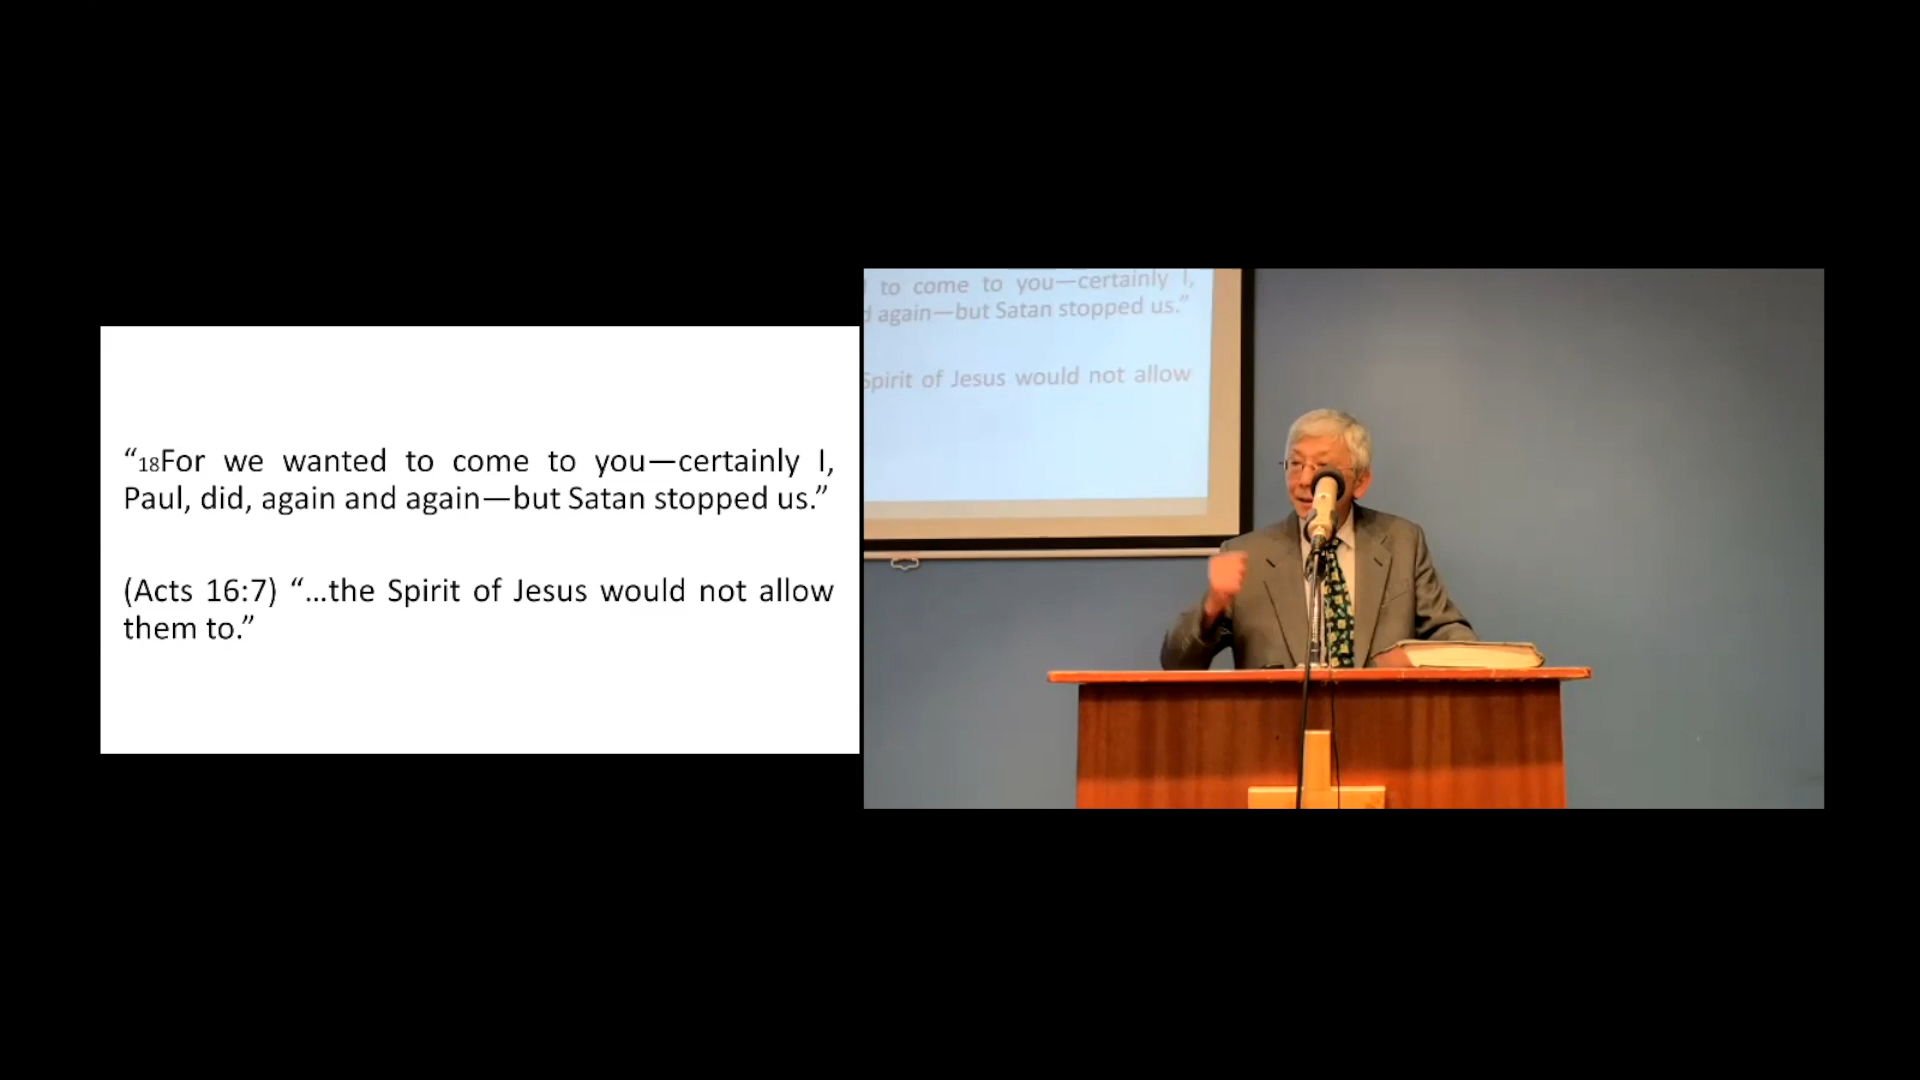 “18For we wanted to come to you—certainly I,
Paul, did, again and again—but Satan stopped us.”
(Acts 16:7) “…the Spirit of Jesus would not allow
them to.”
to come to you—certainly I,
again—but Satan stopped us.”
Spirit of Jesus would not allow